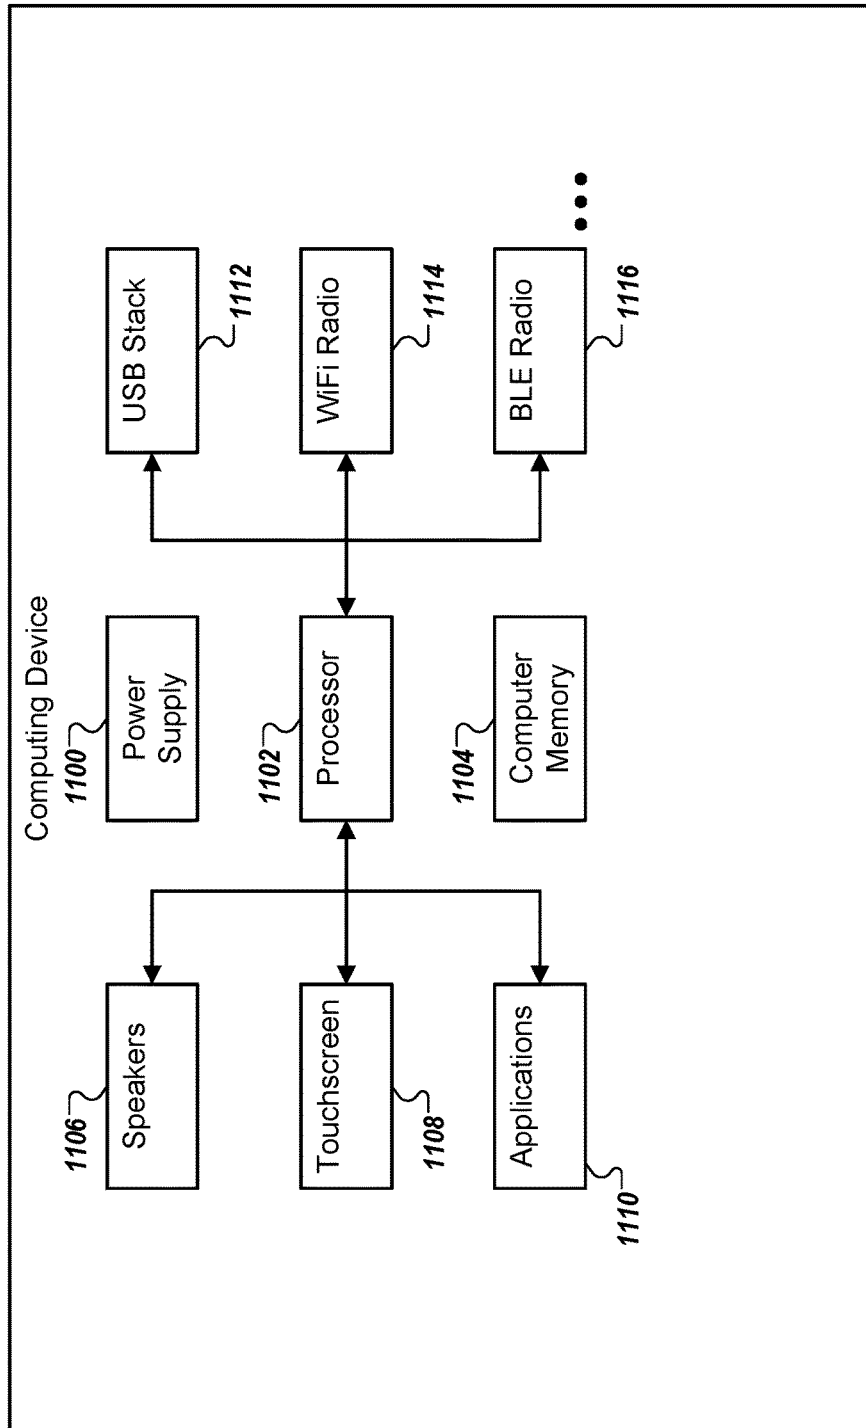 Computing Device
1106
Speakers
1100
Power
Supply
USB Stack
1112
Touchscreen
1108
1102
Processor
WiFi Radio
1114
Applications
1110
1104
Computer
Memory
BLE Radio
1116